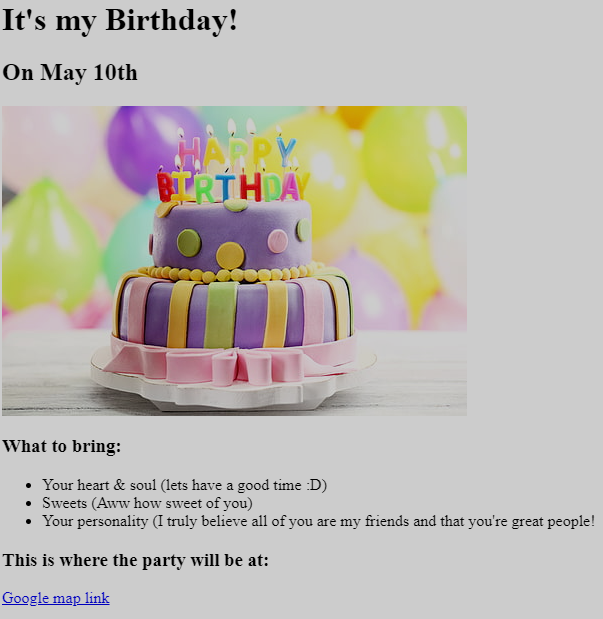 It's my Birthday!
On May 10th
HAPPY
BIRTHDAY
What to bring:
Your heart & soul (lets have a good time :D)
Sweets (Aww how sweet of you)
Your personality (I truly believe all of you are my friends and that you're great people!
This is where the party will be at:
Google map link